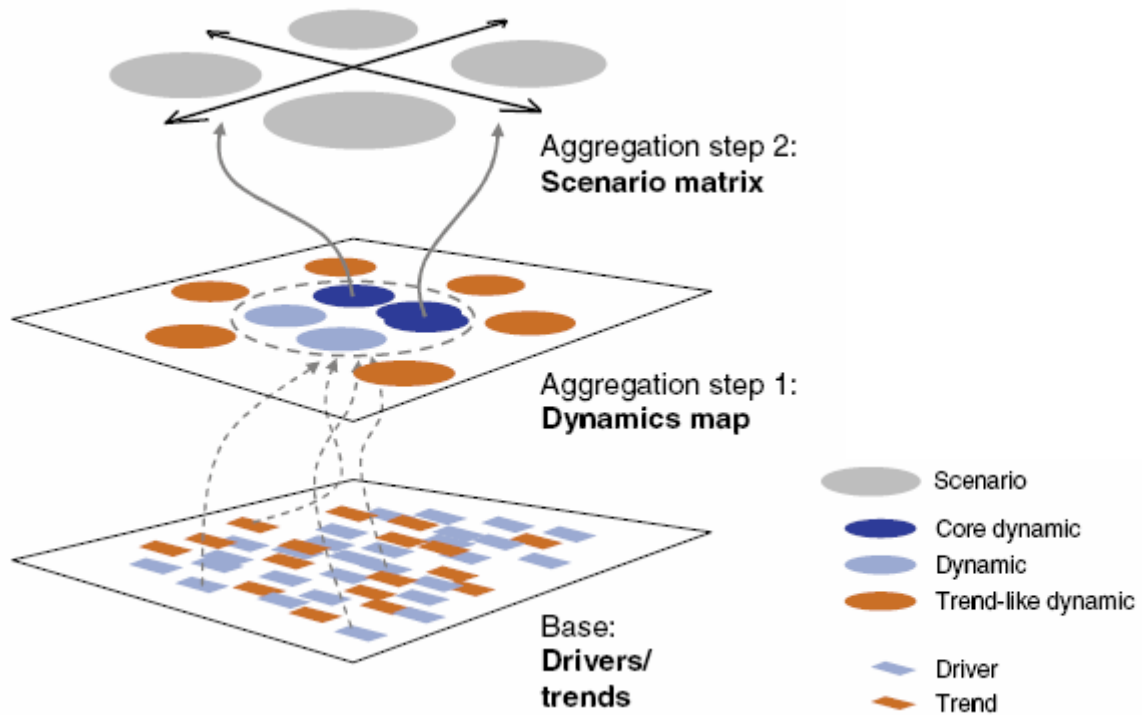 Aggregation step 2:
Scenario matrix
Aggregation step 1:
Dynamics map
Base:
Drivers/
trends
Scenario
Core dynamic
Dynamic
Trend-like dynamic
Driver
Trend